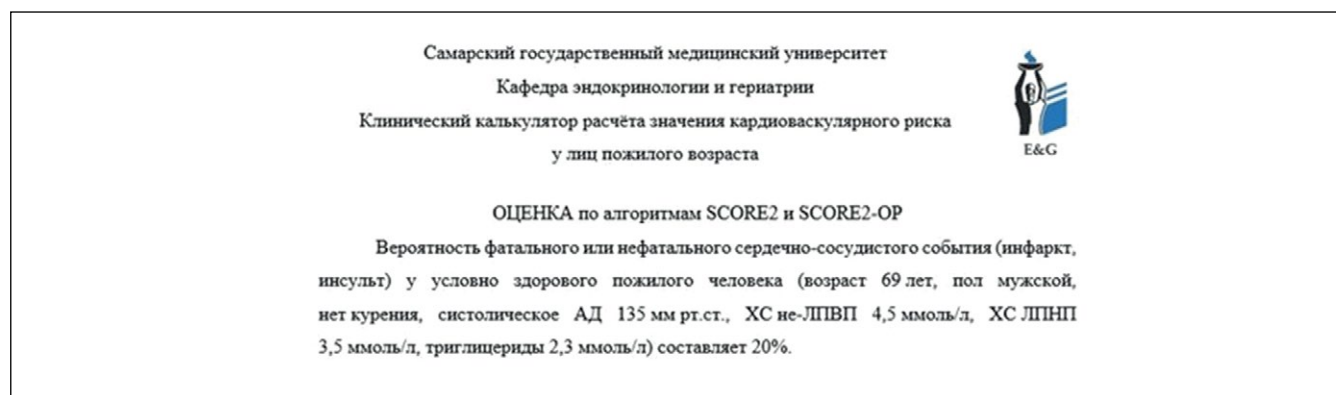 Самарский государственный медицинский университет
Кафедра эндокринологии и гериатрии
Клинический калькулятор расчёта значения кардиоваскулярного риска
у лиц пожилого возраста
E&G
ОЦЕНКА по алгоритмам SCORE2 и SCORE2-OP
Вероятность фатального или нефатального сердечно-сосудистого события (инфаркт,
инсульт) у условно здорового пожилого человека (возраст 69 лет, пол мужской,
нет курения, систолическое АД 135 мм рт.ст., ХС не-ЛПВП 4,5 ммоль/л, ХС ЛПНП
3,5 ммоль/л, триглицериды 2,3 ммоль/л) составляет 20%.